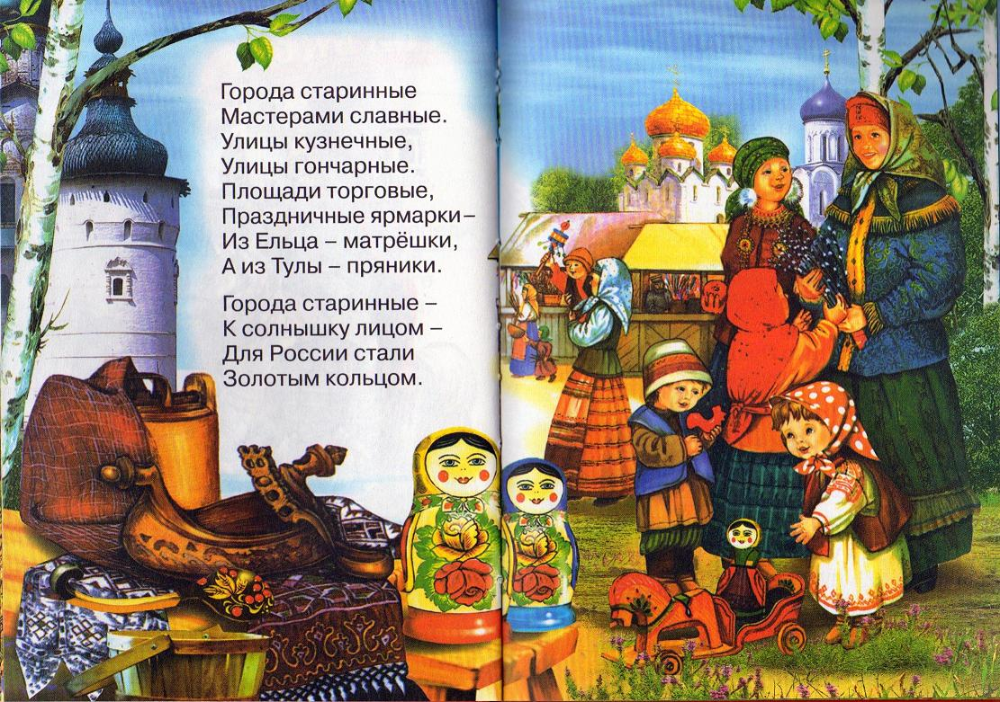 Города старинные
Мастерами славные.
Улицы кузнечные,
Улицы гончарные.
Площади торговые,
Праздничные ярмарки –
Из Ельца – матрёшки,
А из Тулы – пряники.
Города старинные –
К солнышку лицом –
Для России стали
Золотым кольцом.